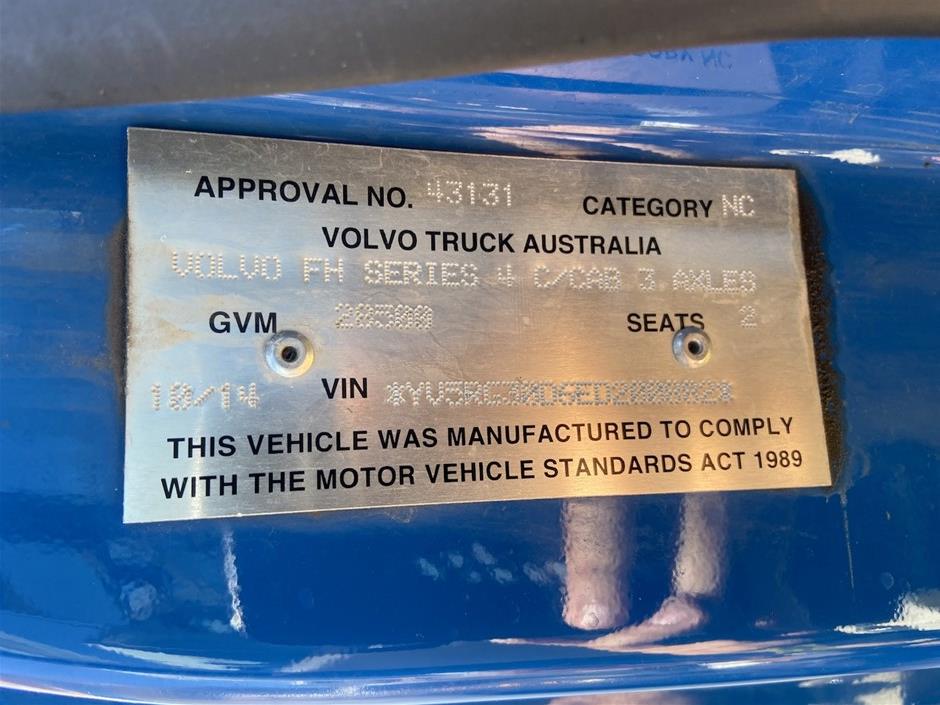 APPROVAL NO. 43131 CATEGORY NC
VOLVO TRUCK AUSTRALIA
VOLVO FH SERIES 4 C/CAB 3 AXLES
GVM 28500 SEATS 2
10/14 VIN
THIS VEHICLE WAS MANUFACTURED TO COMPLY
WITH THE MOTOR VEHICLE STANDARDS ACT 1989